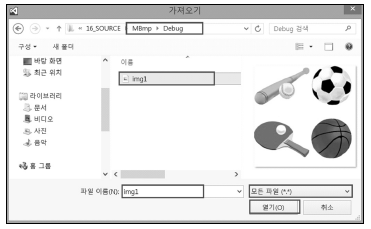 가져오기
« 16_SOURCE ▸ MBmp ▸ Debug
Debug 검색
구성 ▾ 새 폴더
바탕 화면
최근 위치
라이브러리
문서
비디오
사진
음악
홈 그룹
이름
img1
파일 이름(N): img1
모든 파일 (*.*)
열기(O) 취소